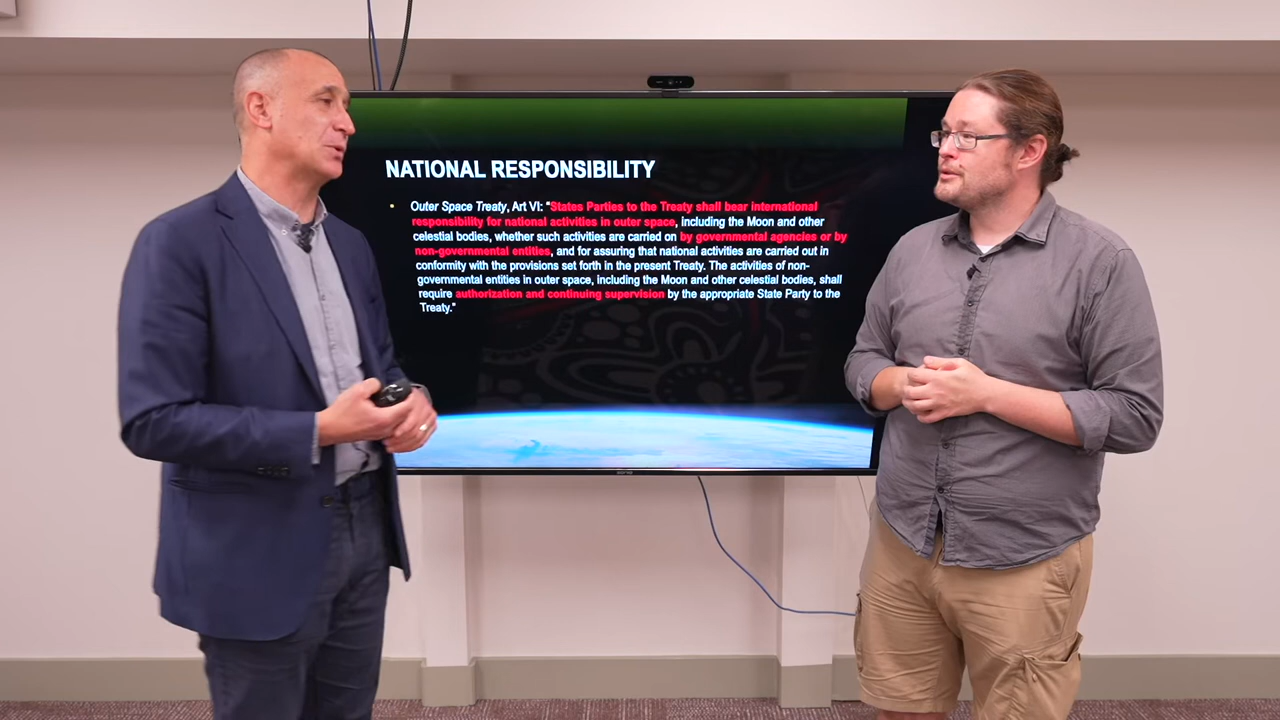 NATIONAL RESPONSIBILITY
• Outer Space Treaty, Art VI: "States Parties to the Treaty shall bear international
responsibility for national activities in outer space, including the Moon and other
celestial bodies, whether such activities are carried on by governmental agencies or by
non-governmental entities, and for assuring that national activities are carried out in
conformity with the provisions set forth in the present Treaty. The activities of non-
governmental entities in outer space, including the Moon and other celestial bodies, shall
require authorization and continuing supervision by the appropriate State Party to the
Treaty."